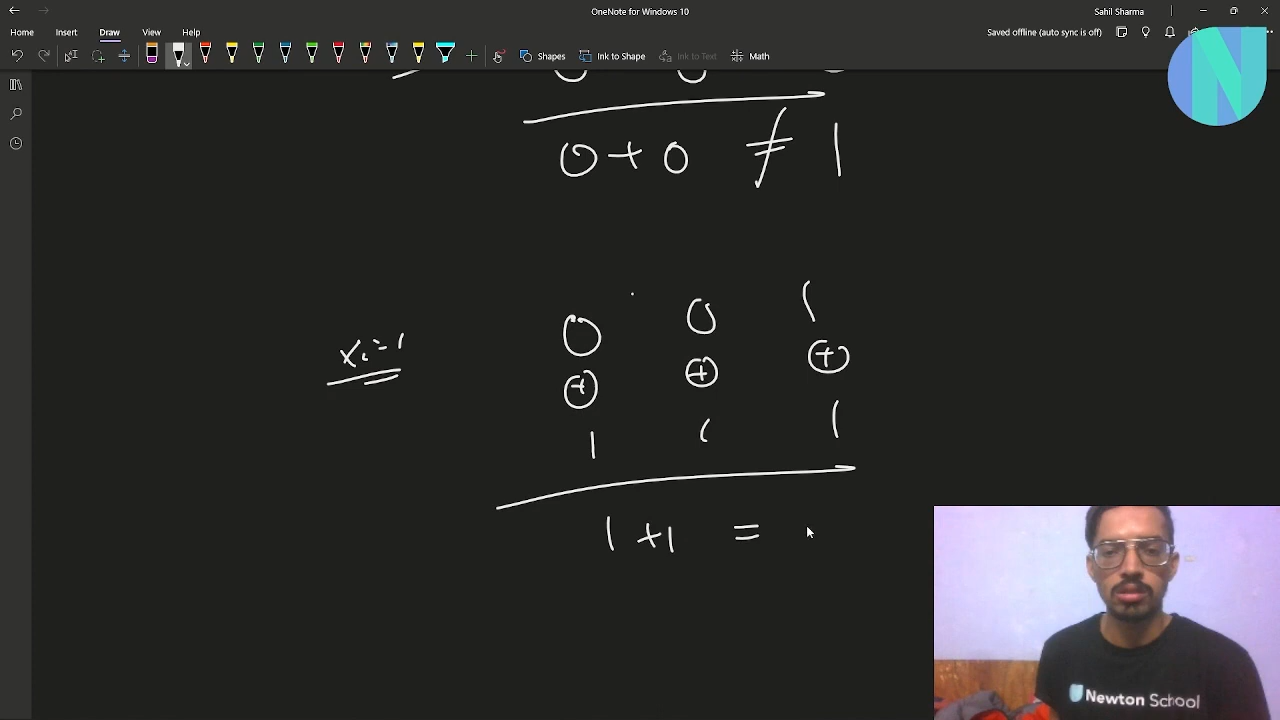 OneNote for Windows 10
Sahil Sharma
Home Insert Draw View Help
Saved offline (auto sync is off)
Shapes Ink to Shape Ink to Text Math
0 + 0 ≠ 1
0 0 1
xi = 1
⊕ ⊕ ⊕
1 1 1
1 + 1 =
Newton School